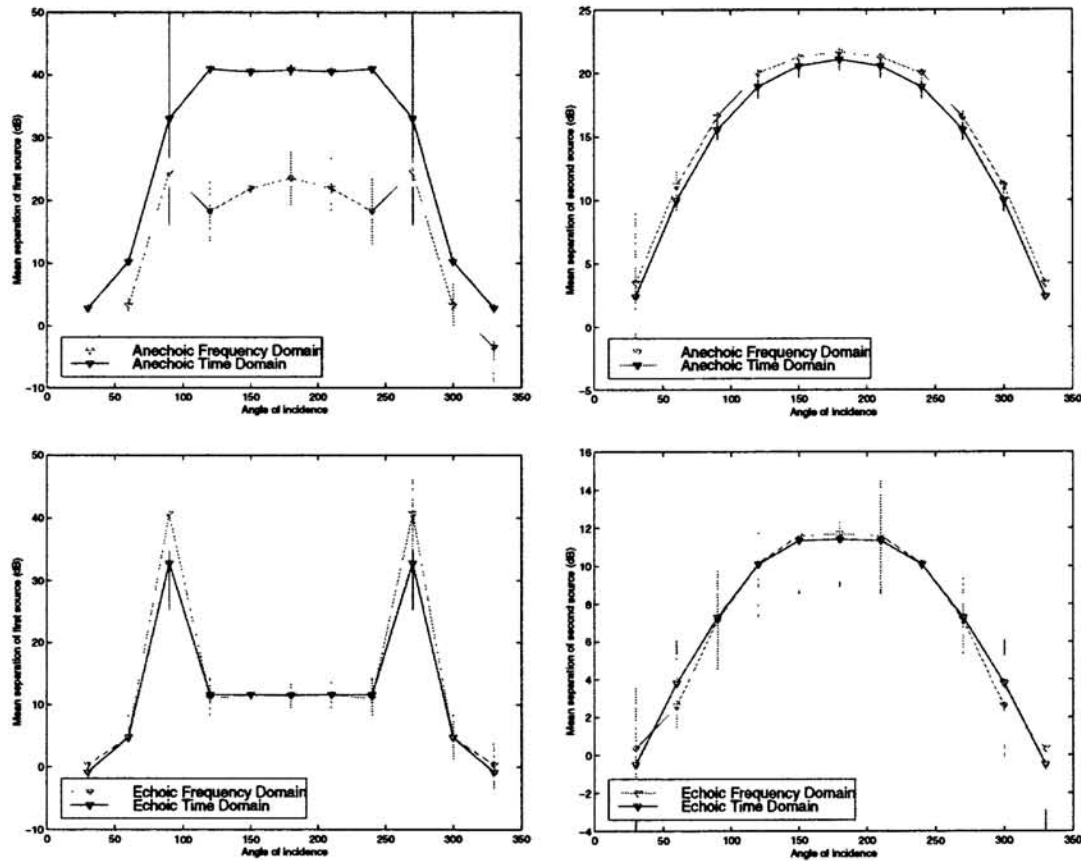 50
40
30
20
10
0
-10
Mean separation of first source (dB)
Anechoic Frequency Domain
Anechoic Time Domain
0 50 100 150 200 250 300 350
Angle of incidence
25
20
15
10
5
0
-5
Mean separation of second source (dB)
Anechoic Frequency Domain
Anechoic Time Domain
0 50 100 150 200 250 300 350
Angle of incidence
50
40
30
20
10
0
-10
Mean separation of first source (dB)
Echoic Frequency Domain
Echoic Time Domain
0 50 100 150 200 250 300 350
Angle of incidence
16
14
12
10
8
6
4
2
0
-2
-4
Mean separation of second source (dB)
Echoic Frequency Domain
Echoic Time Domain
0 50 100 150 200 250 300 350
Angle of incidence